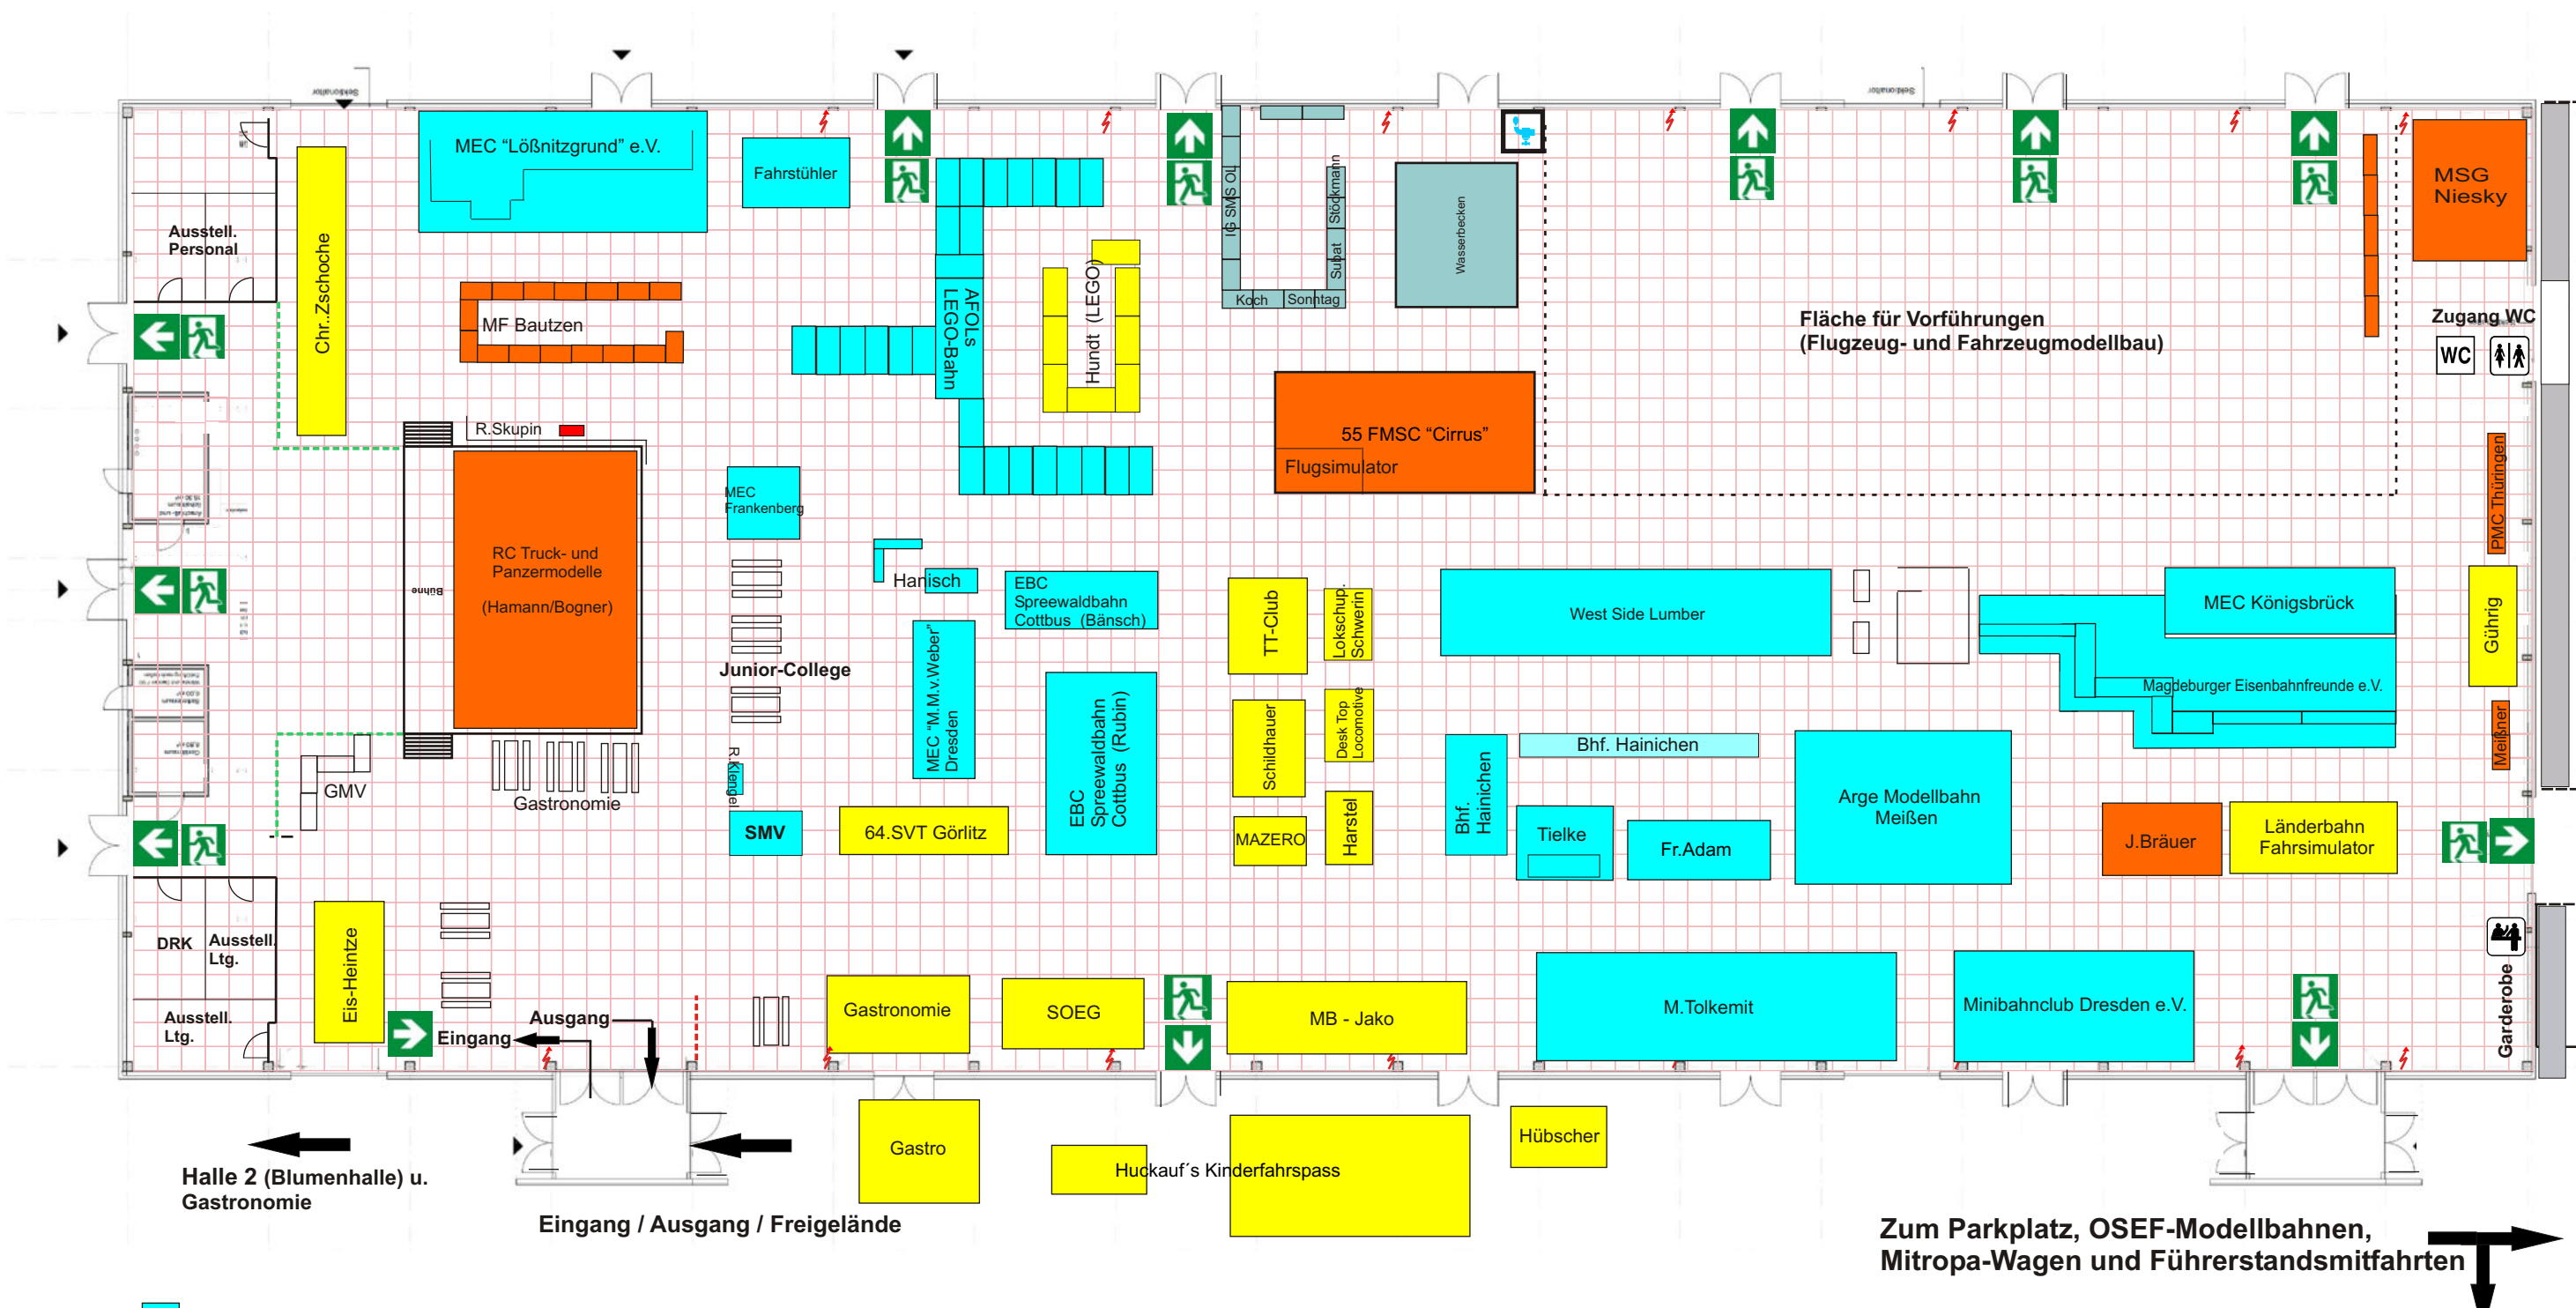 MEC “Lößnitzgrund” e.V.
Fahrstühler
Ausstell.
Personal
Chr..Zschoche
MF Bautzen
AFOLs
LEGO-Bahn
Hundt (LEGO)
IG SMS OL
Stöckmann
Subat
Koch
Sonntag
Wasserbecken
MSG
Niesky
Fläche für Vorführungen
(Flugzeug- und Fahrzeugmodellbau)
Zugang WC
WC
R.Skupin
55 FMSC “Cirrus”
Flugsimulator
PMC Thüringen
MEC
Frankenberg
RC Truck- und
Panzermodelle
(Hamann/Bogner)
Bühne
Hanisch
EBC
Spreewaldbahn
Cottbus (Bänsch)
TT-Club
Lokschup.
Schwerin
West Side Lumber
MEC Königsbrück
Gührig
Junior-College
MEC “M.M.v.Weber”
Dresden
EBC
Spreewaldbahn
Cottbus (Rubin)
Schildhauer
Desk Top
Locomotive
Magdeburger Eisenbahnfreunde e.V.
Meißner
Bhf.
Hainichen
Bhf. Hainichen
GMV
Gastronomie
R.Klengel
SMV
64.SVT Görlitz
MAZERO
Harstel
Tielke
Fr.Adam
Arge Modellbahn
Meißen
J.Bräuer
Länderbahn
Fahrsimulator
DRK
Ausstell.
Ltg.
Ausstell.
Ltg.
Eis-Heintze
Eingang
Ausgang
Gastronomie
SOEG
MB - Jako
M.Tolkemit
Minibahnclub Dresden e.V.
Garderobe
Gastro
Huckauf´s Kinderfahrspass
Hübscher
Halle 2 (Blumenhalle) u.
Gastronomie
Eingang / Ausgang / Freigelände
Zum Parkplatz, OSEF-Modellbahnen,
Mitropa-Wagen und Führerstandsmitfahrten